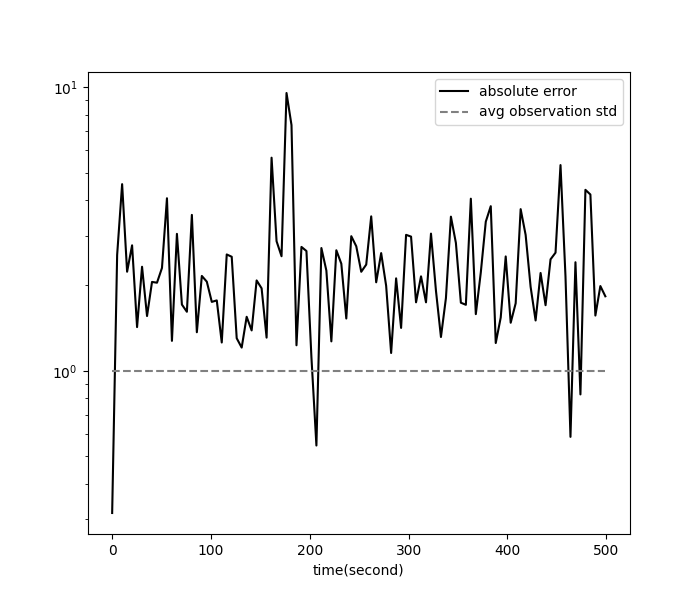 absolute error
avg observation std
10¹
10⁰
0 100 200 300 400 500
time(second)